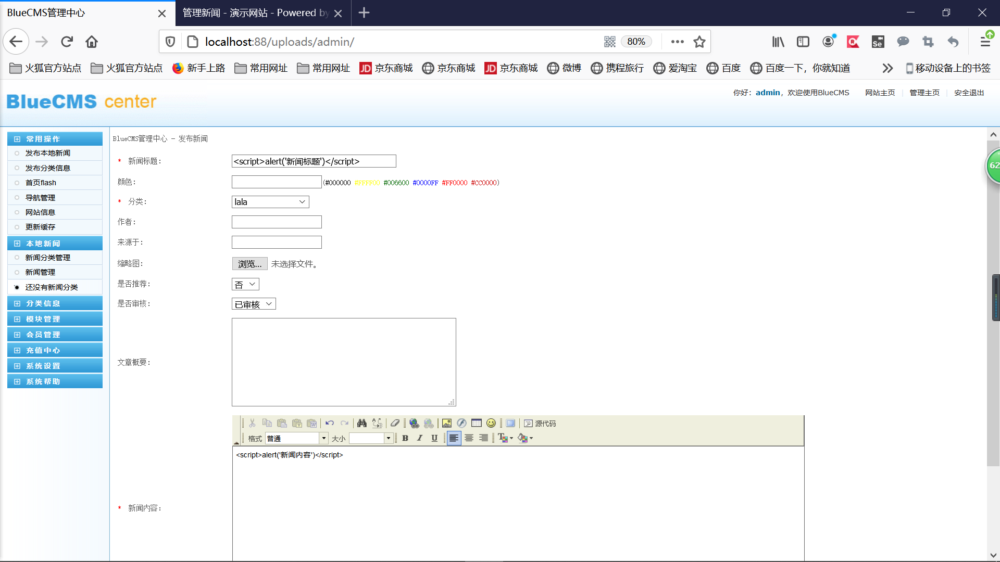 BlueCMS管理中心
管理新闻 - 演示网站 - Powered by
localhost:88/uploads/admin/
80%
火狐官方站点
火狐官方站点
新手上路
常用网址
常用网址
JD 京东商城
京东商城
JD 京东商城
微博
携程旅行
爱淘宝
百度
百度一下，你就知道
移动设备上的书签
BlueCMS center
你好：admin，欢迎使用BlueCMS
网站主页
管理主页
安全退出
常用操作
发布本地新闻
发布分类信息
首页flash
导航管理
网站信息
更新缓存
本地新闻
新闻分类管理
新闻管理
还没有新闻分类
分类信息
模块管理
会员管理
充值中心
系统设置
系统帮助
BlueCMS管理中心 - 发布新闻
* 新闻标题： <script>alert('新闻标题')</script>
颜色： (#000000 #FFFF00 #006600 #0000FF #FF0000 #CC0000)
* 分类： lala
作者：
来源于：
缩略图： 浏览... 未选择文件。
是否推荐： 否
是否审核： 已审核
文章概要：
源代码
格式 普通 大小 B I U
<script>alert('新闻内容')</script>
* 新闻内容：
62
Se